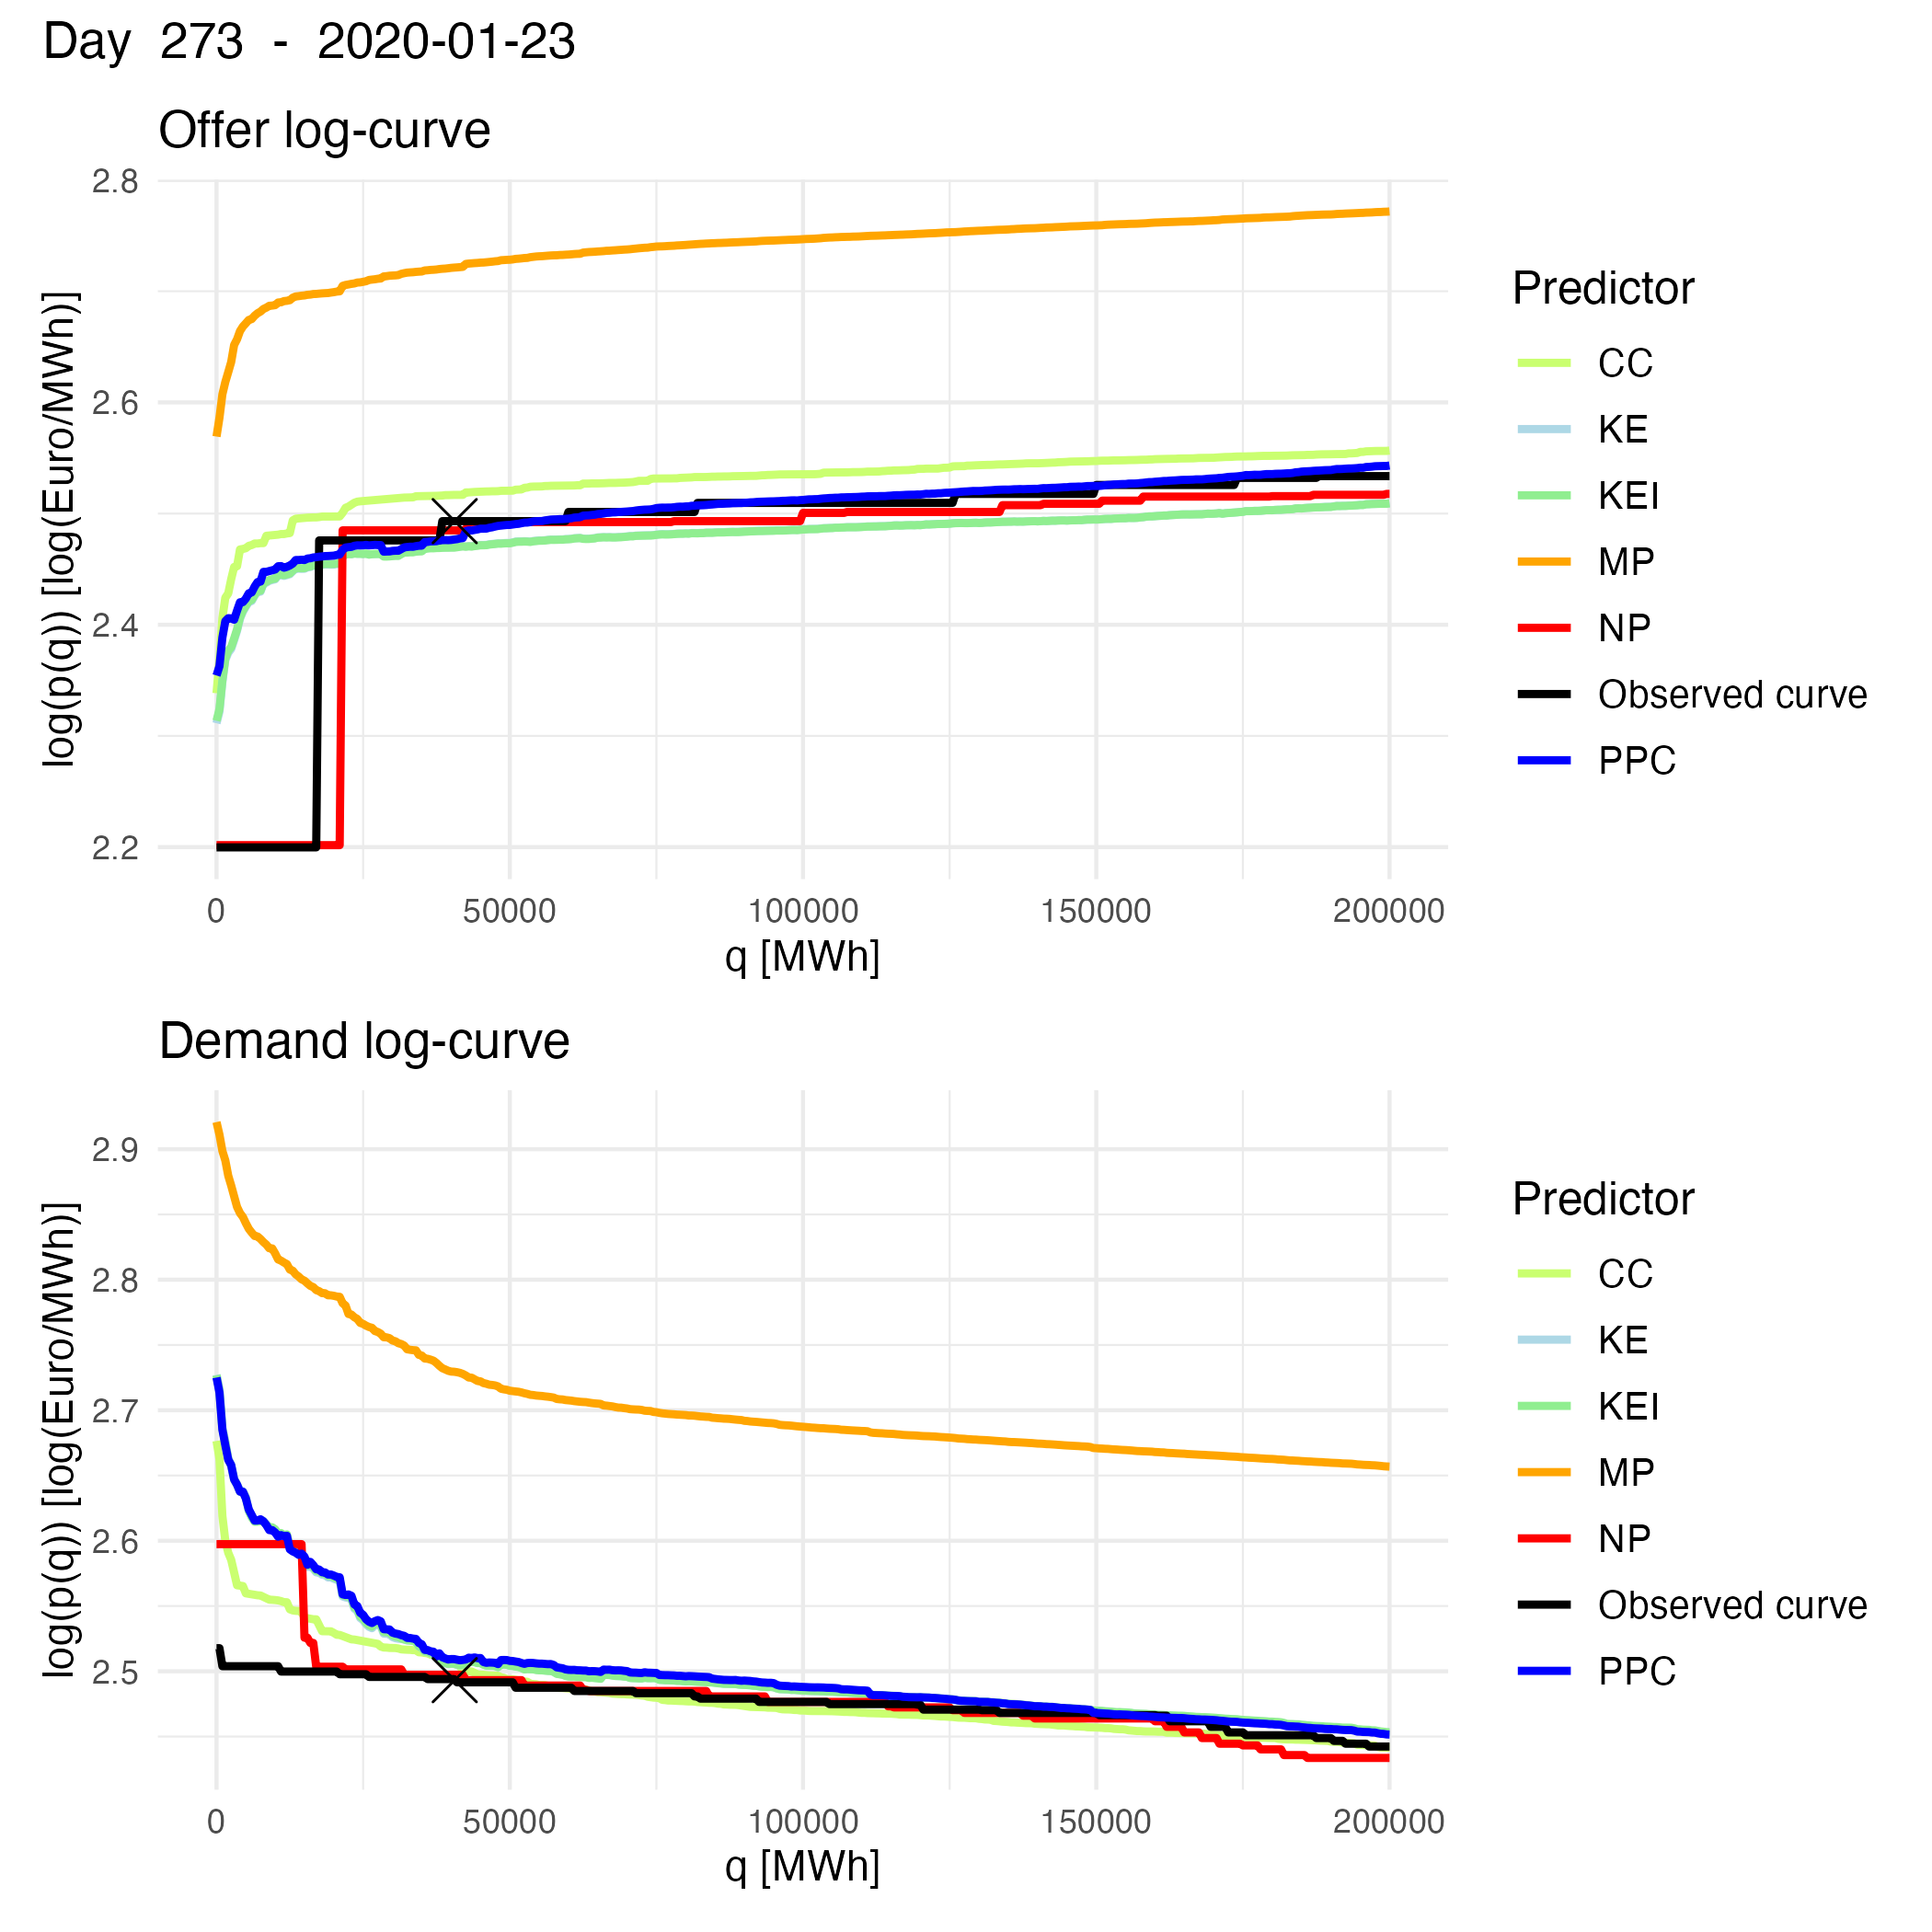 Day 273 - 2020-01-23
Offer log-curve
log(p(q)) [log(Euro/MWh)]
2.8
2.6
2.4
2.2
0 50000 100000 150000 200000
q [MWh]
Predictor
CC
KE
KEI
MP
NP
Observed curve
PPC
Demand log-curve
log(p(q)) [log(Euro/MWh)]
2.9
2.8
2.7
2.6
2.5
0 50000 100000 150000 200000
q [MWh]
Predictor
CC
KE
KEI
MP
NP
Observed curve
PPC